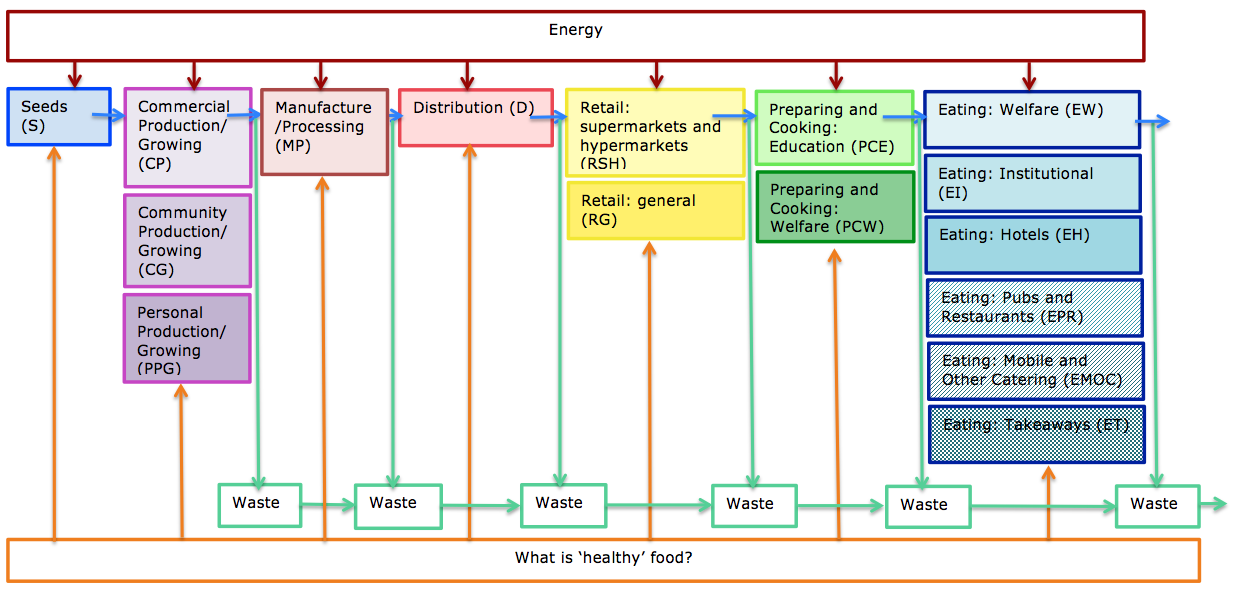 Energy
Seeds
(S)
Commercial
Production/
Growing
(CP)
Manufacture
/Processing
(MP)
Distribution (D)
Retail:
supermarkets and
hypermarkets
(RSH)
Preparing and
Cooking:
Education (PCE)
Eating: Welfare (EW)
Community
Production/
Growing
(CG)
Retail: general
(RG)
Preparing and
Cooking:
Welfare (PCW)
Eating: Institutional
(EI)
Eating: Hotels (EH)
Personal
Production/
Growing
(PPG)
Eating: Pubs and
Restaurants (EPR)
Eating: Mobile and
Other Catering (EMOC)
Eating: Takeaways (ET)
Waste
Waste
Waste
Waste
Waste
Waste
What is ‘healthy’ food?